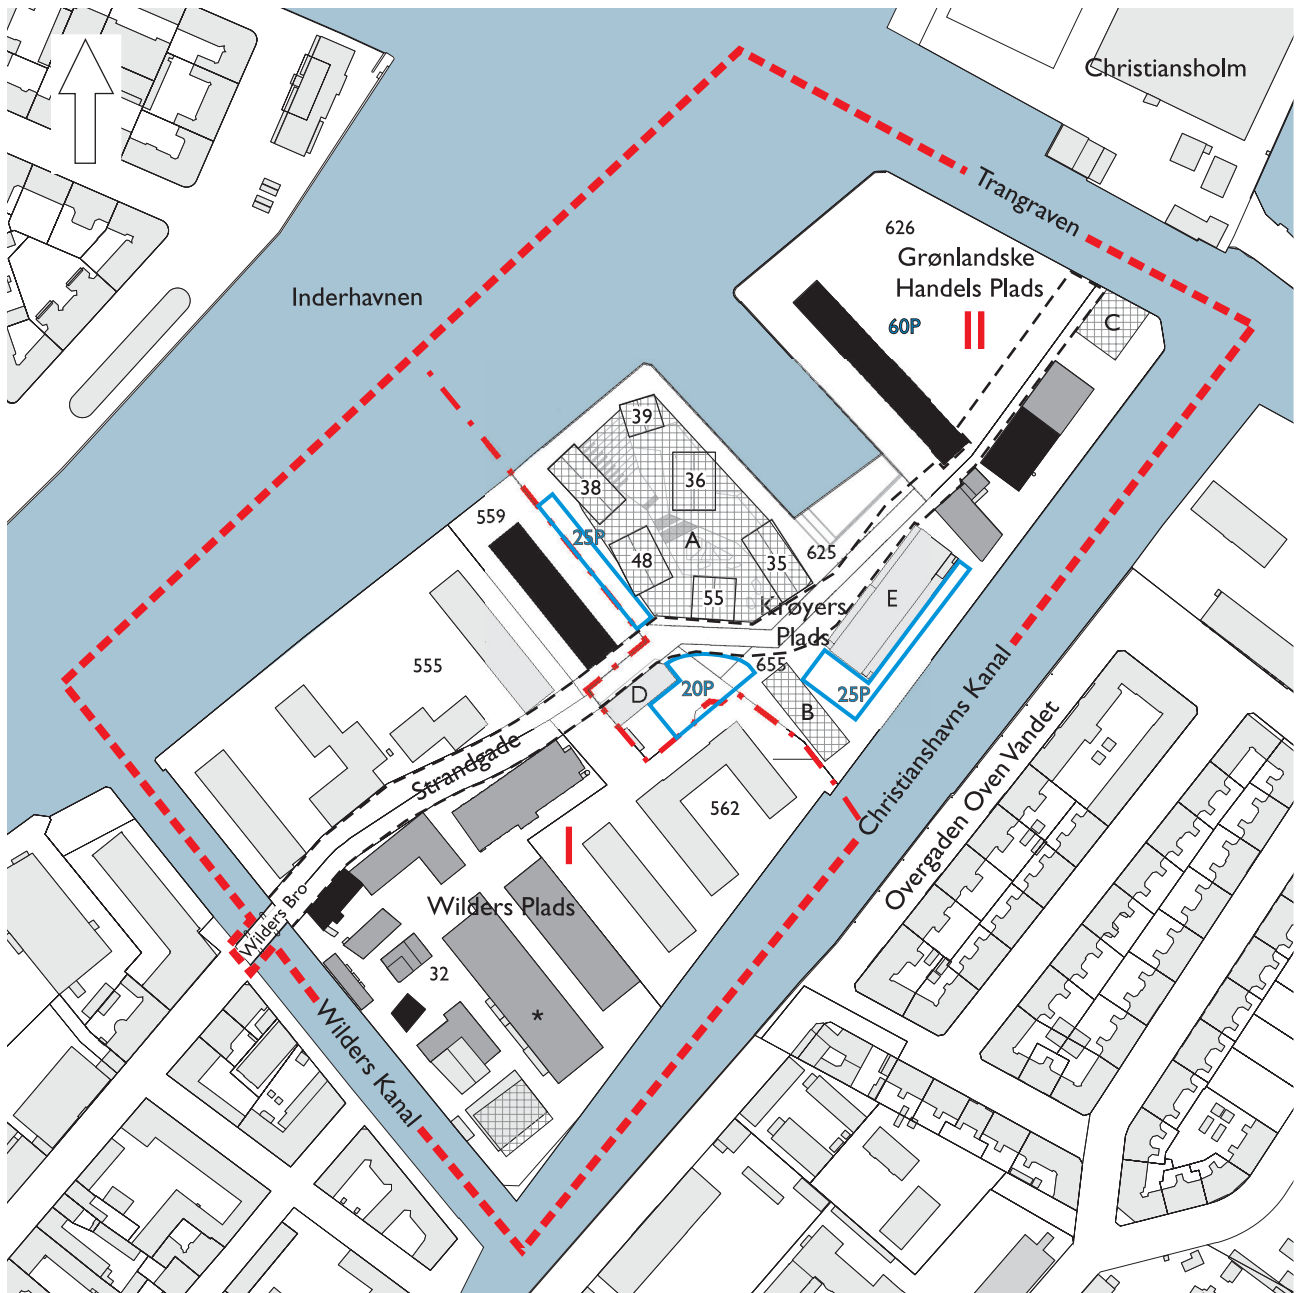 Christiansholm
Trangraven
626
Grønlandske
Handels Plads
60P
II
C
Inderhavnen
39
36
38
559
25P
A
48
35
625
55
E
Krøyers
Plads
555
655
D
20P
25P
B
Strandgade
Christianshavns Kanal
Overgaden Oven Vandet
562
I
Wilders Plads
Wilders Bro
32
*
Wilders Kanal